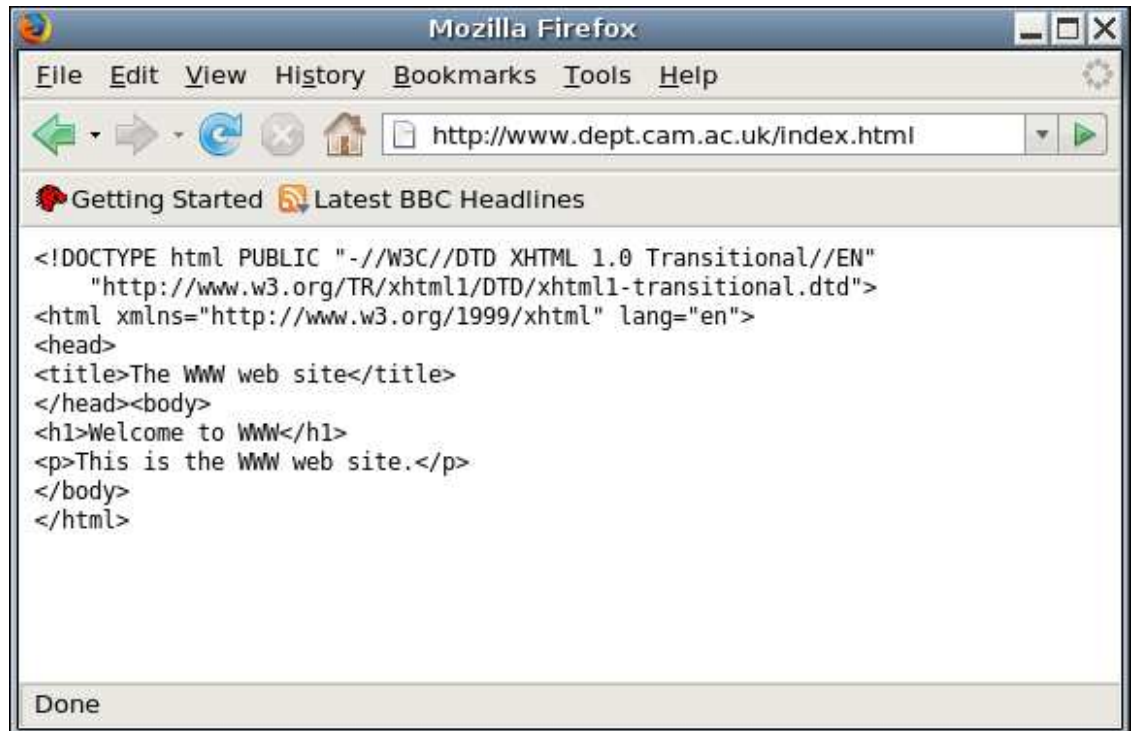 Mozilla Firefox
File Edit View History Bookmarks Tools Help
http://www.dept.cam.ac.uk/index.html
Getting Started Latest BBC Headlines
<!DOCTYPE html PUBLIC "-//W3C//DTD XHTML 1.0 Transitional//EN"
    "http://www.w3.org/TR/xhtml1/DTD/xhtml1-transitional.dtd">
<html xmlns="http://www.w3.org/1999/xhtml" lang="en">
<head>
<title>The WWW web site</title>
</head><body>
<h1>Welcome to WWW</h1>
<p>This is the WWW web site.</p>
</body>
</html>
Done